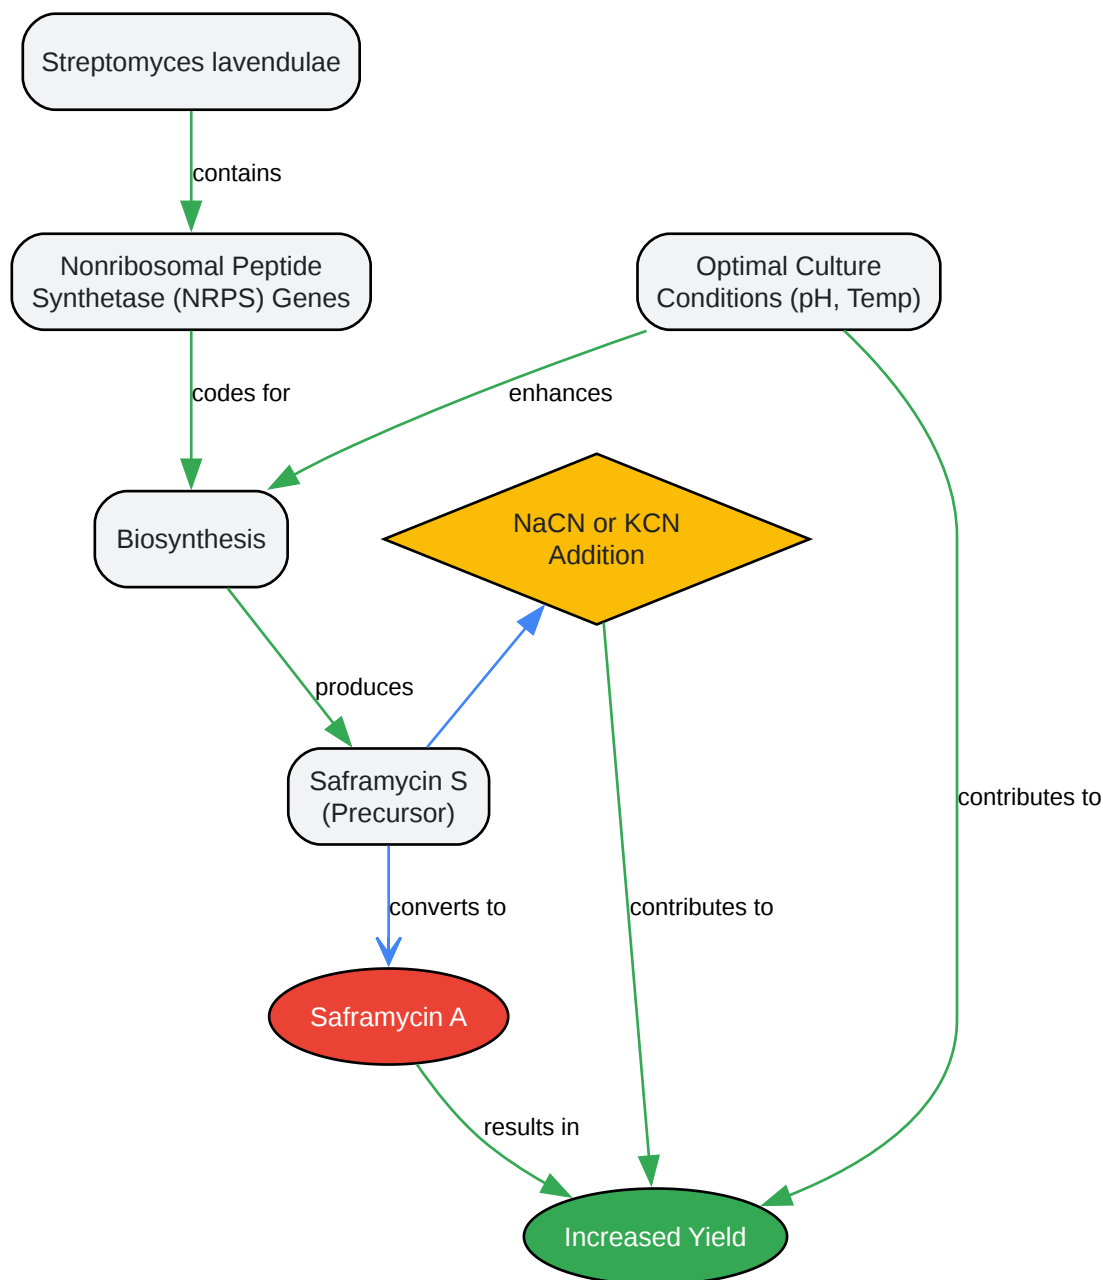 Streptomyces lavendulae
contains
Nonribosomal Peptide
Synthetase (NRPS) Genes
Optimal Culture
Conditions (pH, Temp)
codes for
enhances
NaCN or KCN
Addition
Biosynthesis
produces
Saframycin S
(Precursor)
contributes to
converts to
contributes to
Saframycin A
results in
Increased Yield